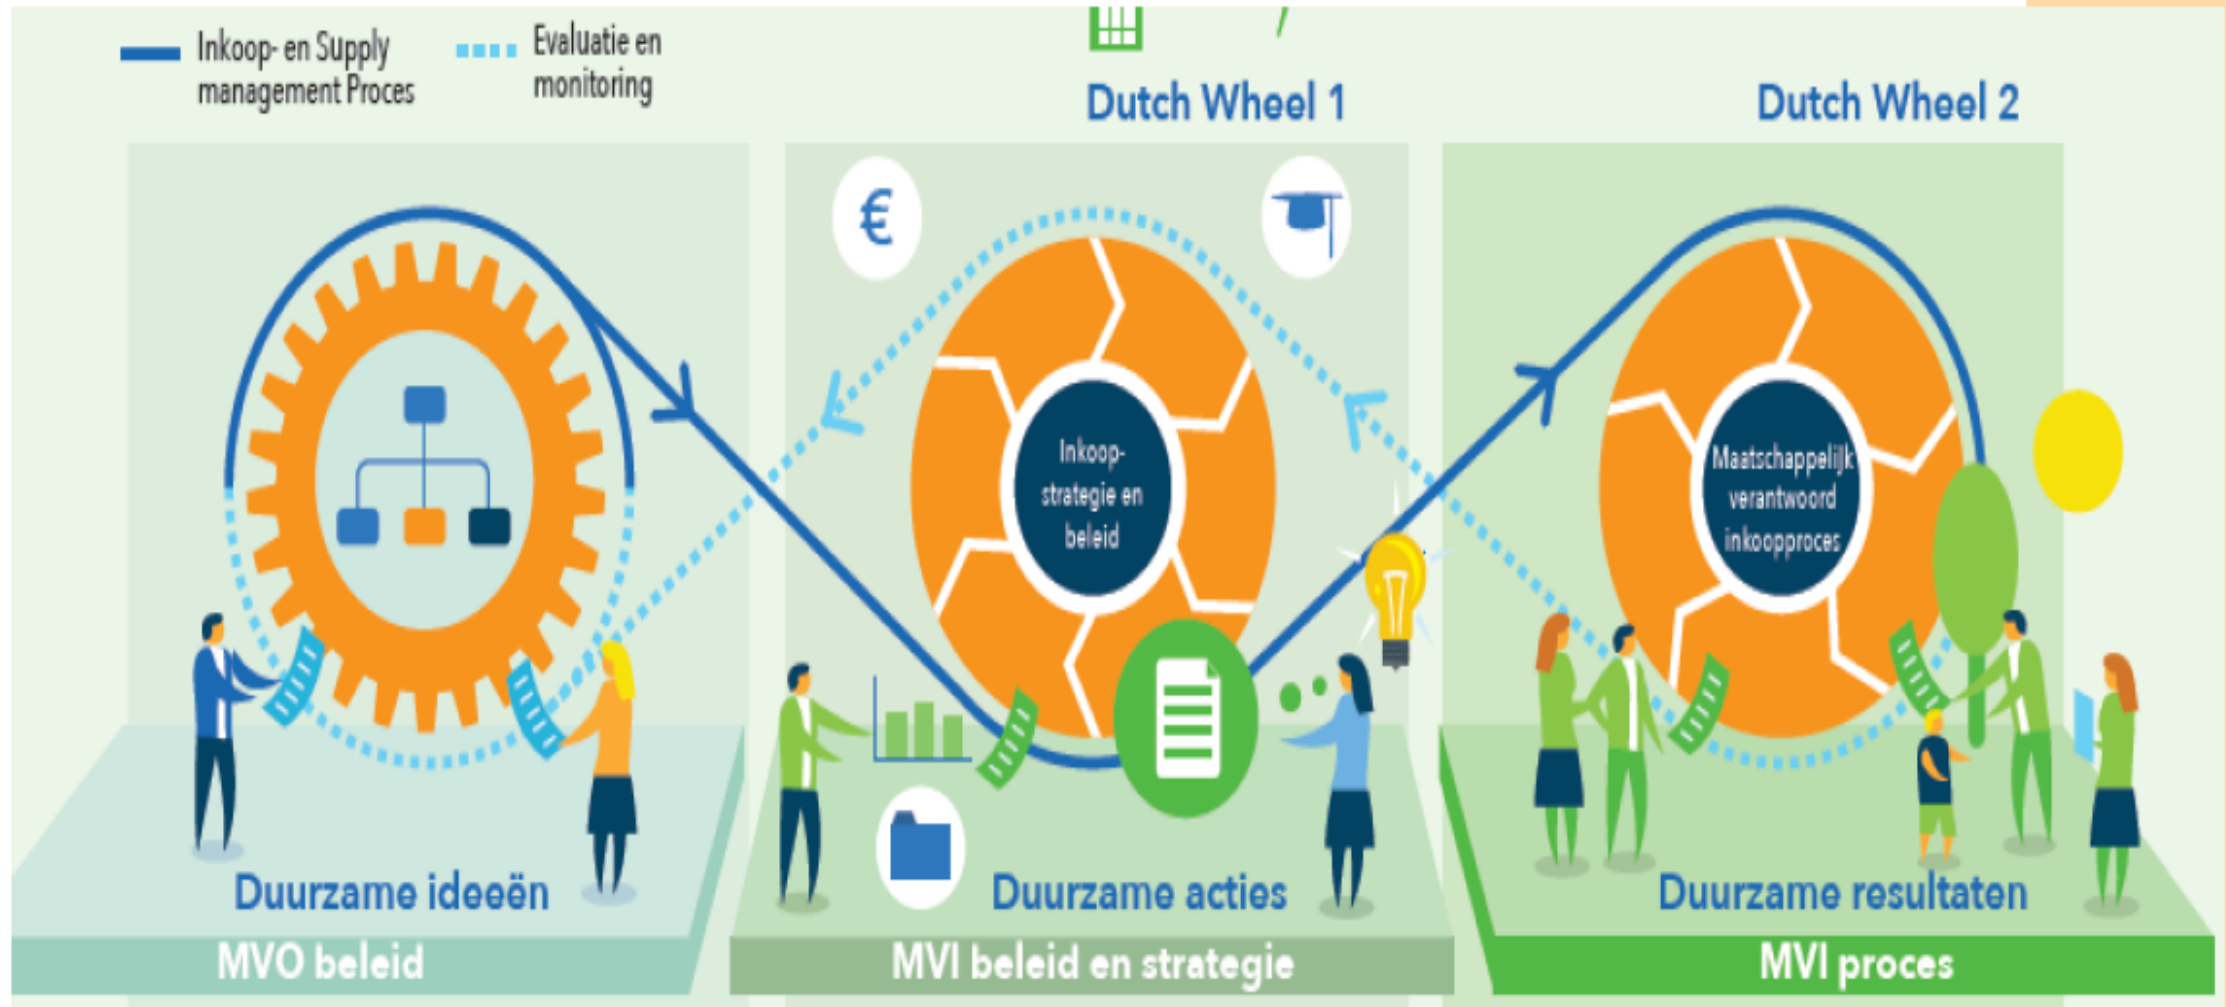 Inkoop- en Supply
management Proces
Evaluatie en
monitoring
Dutch Wheel 1
Dutch Wheel 2
€
Inkoop-
strategie en
beleid
Maatschappelijk
verantwoord
inkoopproces
Duurzame ideeën
Duurzame acties
Duurzame resultaten
MVO beleid
MVI beleid en strategie
MVI proces